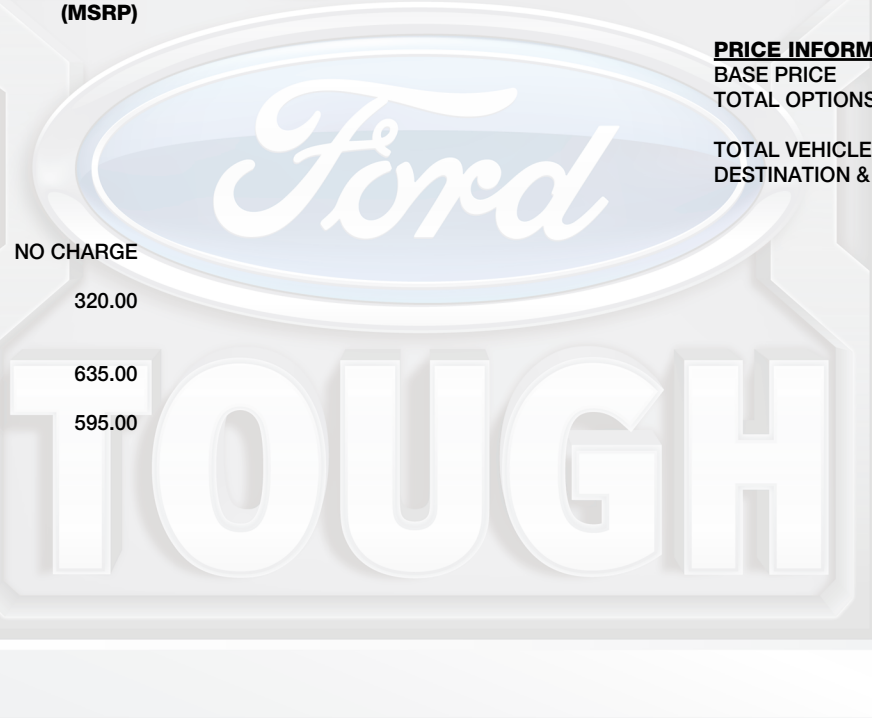 (MSRP)
PRICE INFORM
BASE PRICE
TOTAL OPTIONS
TOTAL VEHICLE
DESTINATION &
NO CHARGE
320.00
635.00
595.00
Ford
TOUGH